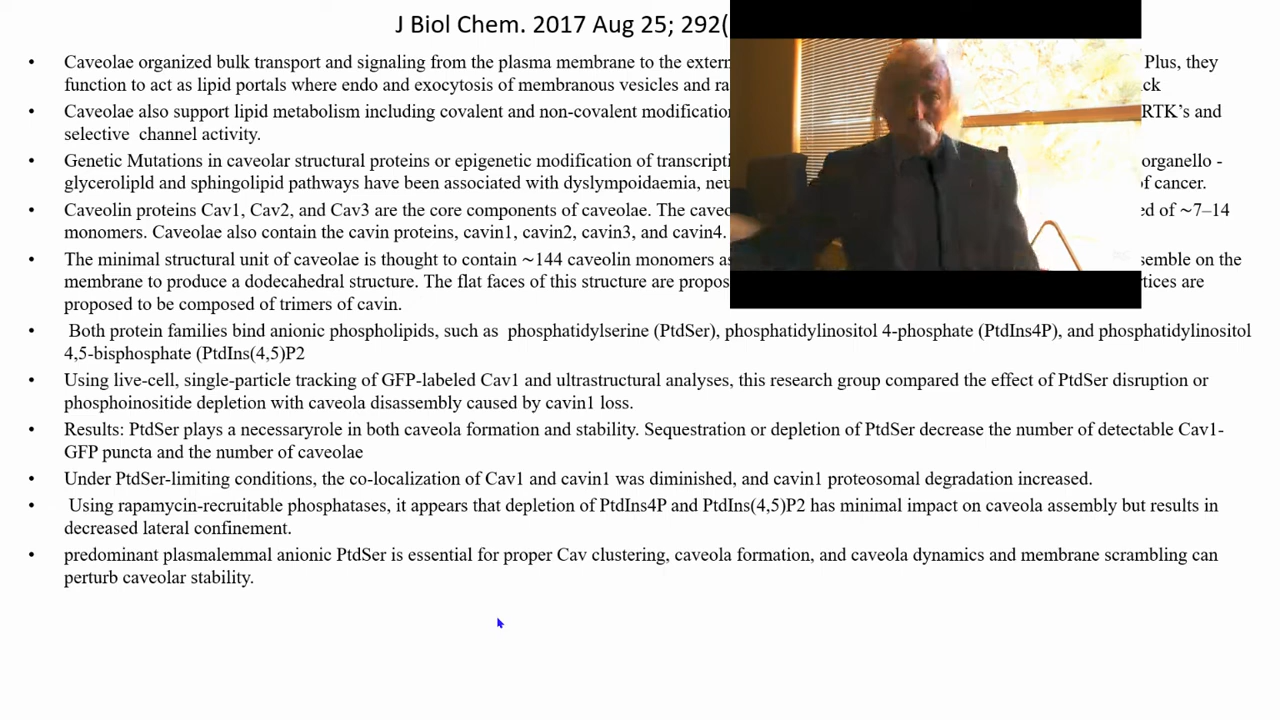 J Biol Chem. 2017 Aug 25; 292(
• Caveolae organized bulk transport and signaling from the plasma membrane to the extern Plus, they
function to act as lipid portals where endo and exocytosis of membranous vesicles and ra ck
• Caveolae also support lipid metabolism including covalent and non-covalent modification RTK's and
selective channel activity.
• Genetic Mutations in caveolar structural proteins or epigenetic modification of transcripti organello -
glycerolipld and sphingolipid pathways have been associated with dyslympoidaemia, neu of cancer.
• Caveolin proteins Cav1, Cav2, and Cav3 are the core components of caveolae. The caveo ed of ~7–14
monomers. Caveolae also contain the cavin proteins, cavin1, cavin2, cavin3, and cavin4.
• The minimal structural unit of caveolae is thought to contain ~144 caveolin monomers as semble on the
membrane to produce a dodecahedral structure. The flat faces of this structure are propos tices are
proposed to be composed of trimers of cavin.
• Both protein families bind anionic phospholipids, such as phosphatidylserine (PtdSer), phosphatidylinositol 4-phosphate (PtdIns4P), and phosphatidylinositol
4,5-bisphosphate (PtdIns(4,5)P2
• Using live-cell, single-particle tracking of GFP-labeled Cav1 and ultrastructural analyses, this research group compared the effect of PtdSer disruption or
phosphoinositide depletion with caveola disassembly caused by cavin1 loss.
• Results: PtdSer plays a necessaryrole in both caveola formation and stability. Sequestration or depletion of PtdSer decrease the number of detectable Cav1-
GFP puncta and the number of caveolae
• Under PtdSer-limiting conditions, the co-localization of Cav1 and cavin1 was diminished, and cavin1 proteosomal degradation increased.
• Using rapamycin-recruitable phosphatases, it appears that depletion of PtdIns4P and PtdIns(4,5)P2 has minimal impact on caveola assembly but results in
decreased lateral confinement.
• predominant plasmalemmal anionic PtdSer is essential for proper Cav clustering, caveola formation, and caveola dynamics and membrane scrambling can
perturb caveolar stability.